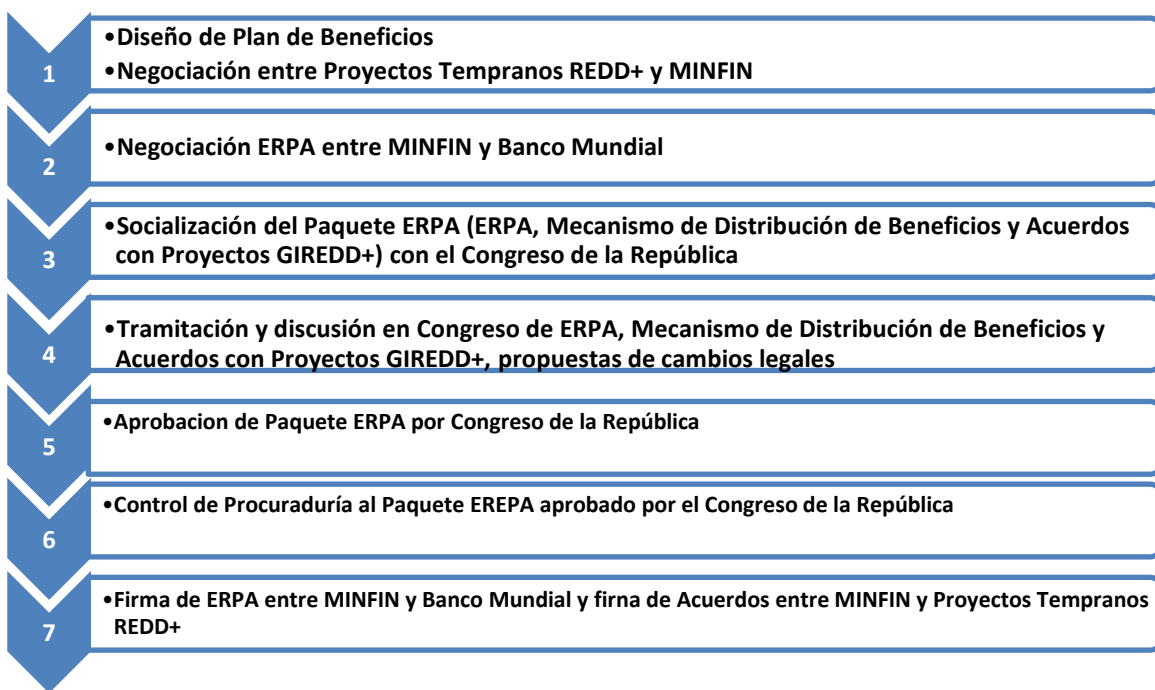 1
•Diseño de Plan de Beneficios
•Negociación entre Proyectos Tempranos REDD+ y MINFIN
2
•Negociación ERPA entre MINFIN y Banco Mundial
3
•Socialización del Paquete ERPA (ERPA, Mecanismo de Distribución de Beneficios y Acuerdos
con Proyectos GIREDD+) con el Congreso de la República
4
•Tramitación y discusión en Congreso de ERPA, Mecanismo de Distribución de Beneficios y
Acuerdos con Proyectos GIREDD+, propuestas de cambios legales
5
•Aprobacion de Paquete ERPA por Congreso de la República
6
•Control de Procuraduría al Paquete EREPA aprobado por el Congreso de la República
7
•Firma de ERPA entre MINFIN y Banco Mundial y firna de Acuerdos entre MINFIN y Proyectos Tempranos
REDD+